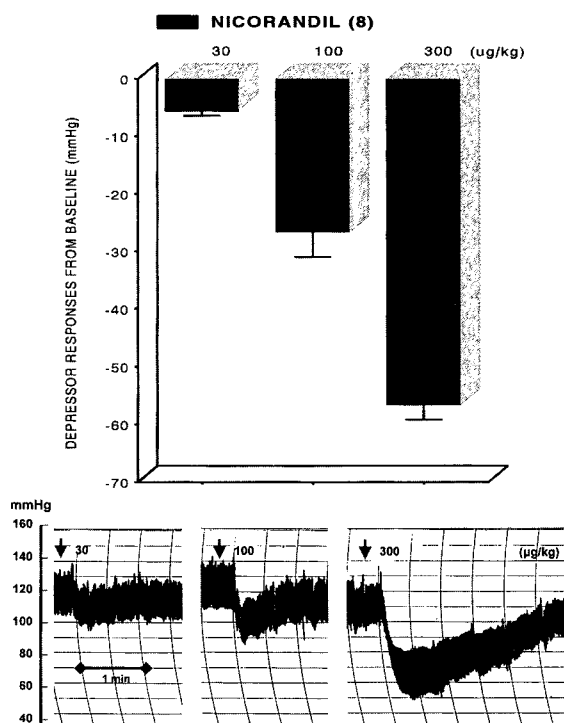 NICORANDIL (8)
30 100 300 (ug/kg)
DEPRESSOR RESPONSES FROM BASELINE (mmHg)
0
-10
-20
-30
-40
-50
-60
-70
mmHg
160
140
120
100
80
60
40
30 100 300 (µg/kg)
1 min